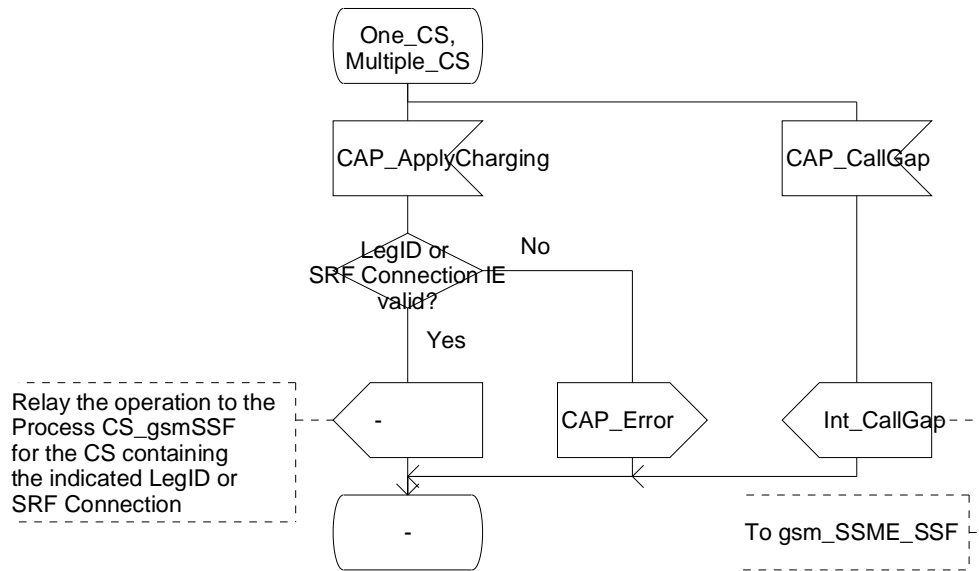 One_CS,
Multiple_CS
CAP_ApplyCharging
CAP_CallGap
LegID or
SRF Connection IE
valid?
No
Yes
Relay the operation to the
Process CS_gsmSSF
for the CS containing
the indicated LegID or
SRF Connection
-
CAP_Error
Int_CallGap
-
To gsm_SSME_SSF